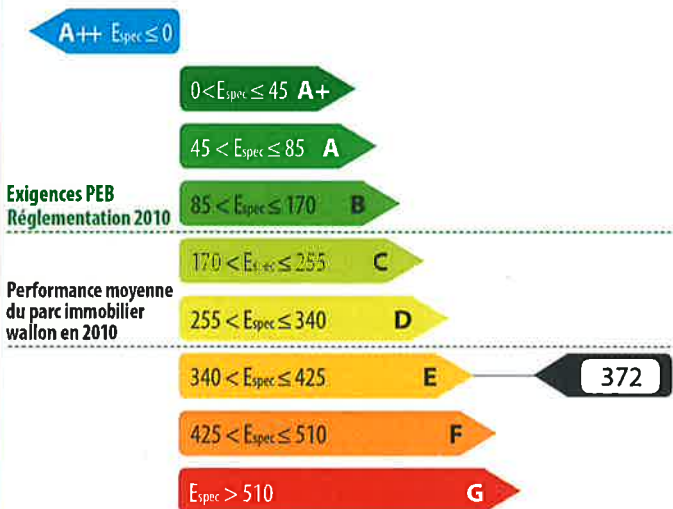 A++ Espec ≤ 0
0 < Espec ≤ 45 A+
45 < Espec ≤ 85 A
Exigences PEB
Réglementation 2010
85 < Espec ≤ 170 B
170 < Espec ≤ 255 C
Performance moyenne
du parc immobilier
wallon en 2010
255 < Espec ≤ 340 D
340 < Espec ≤ 425 E
372
425 < Espec ≤ 510 F
Espec > 510 G